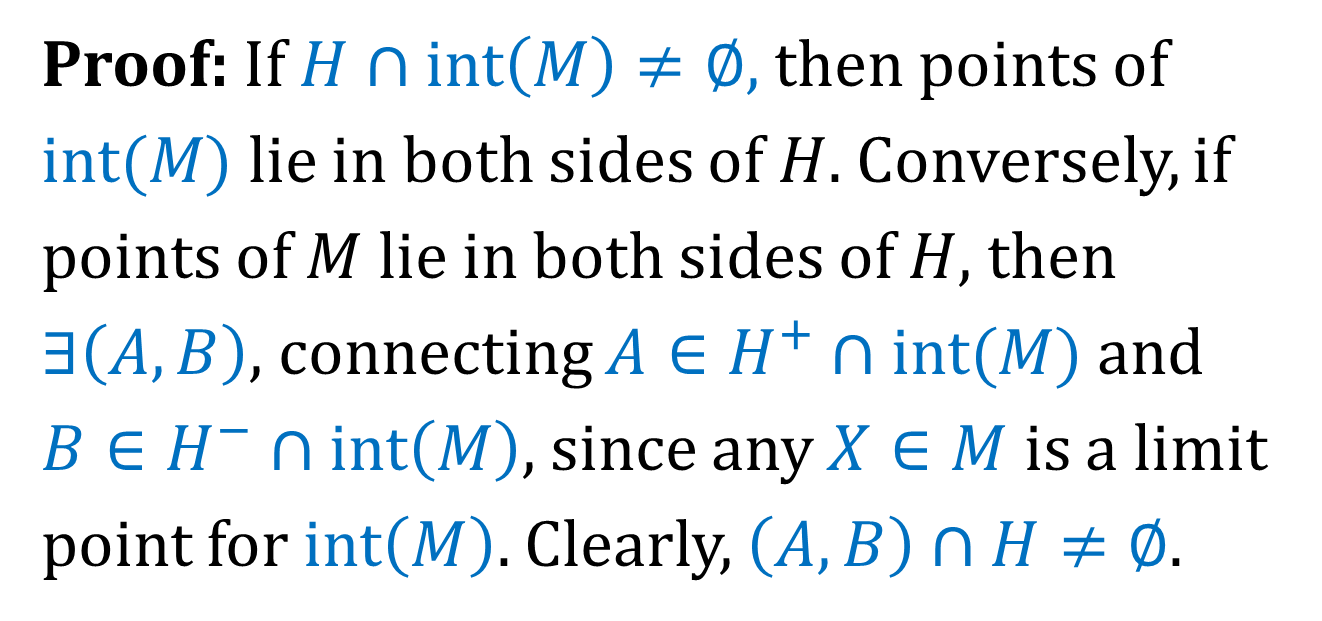 Proof: If H ∩ int(M) ≠ ∅, then points of
int(M) lie in both sides of H. Conversely, if
points of M lie in both sides of H, then
∃(A, B), connecting A ∈ H⁺ ∩ int(M) and
B ∈ H⁻ ∩ int(M), since any X ∈ M is a limit
point for int(M). Clearly, (A, B) ∩ H ≠ ∅.